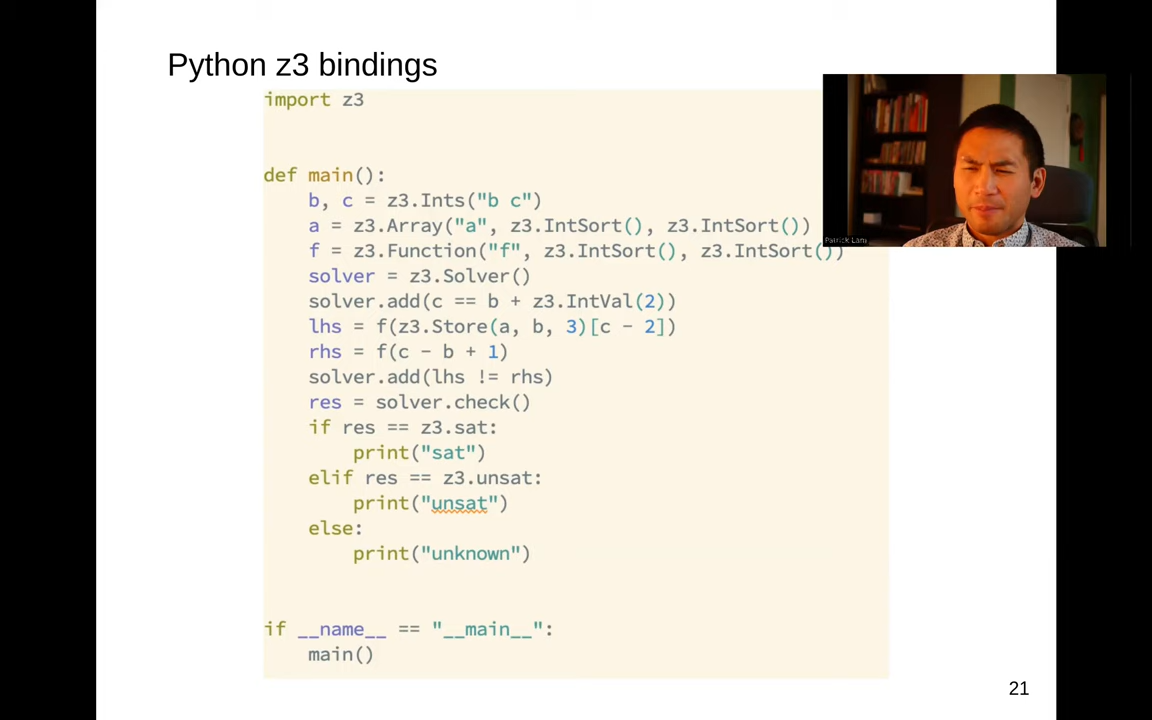 Python z3 bindings
import z3
def main():
b, c = z3.Ints("b c")
a = z3.Array("a", z3.IntSort(), z3.IntSort())
f = z3.Function("f", z3.IntSort(), z3.IntSort())
solver = z3.Solver()
solver.add(c == b + z3.IntVal(2))
lhs = f(z3.Store(a, b, 3)[c - 2])
rhs = f(c - b + 1)
solver.add(lhs != rhs)
res = solver.check()
if res == z3.sat:
print("sat")
elif res == z3.unsat:
print("unsat")
else:
print("unknown")
if __name__ == "__main__":
main()
21